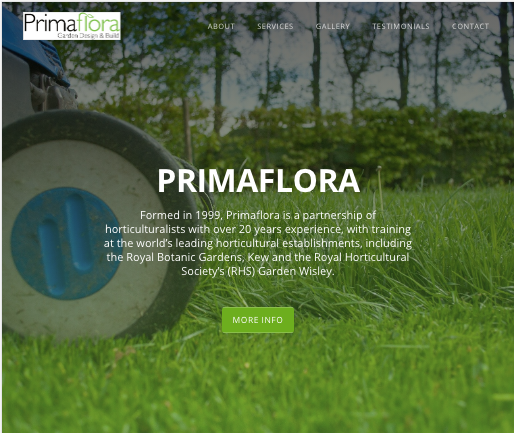 Primaflora
Garden Design & Build
ABOUT SERVICES GALLERY TESTIMONIALS CONTACT
PRIMAFLORA
Formed in 1999, Primaflora is a partnership of
horticulturalists with over 20 years experience, with training
at the world's leading horticultural establishments, including
the Royal Botanic Gardens, Kew and the Royal Horticultural
Society's (RHS) Garden Wisley.
MORE INFO